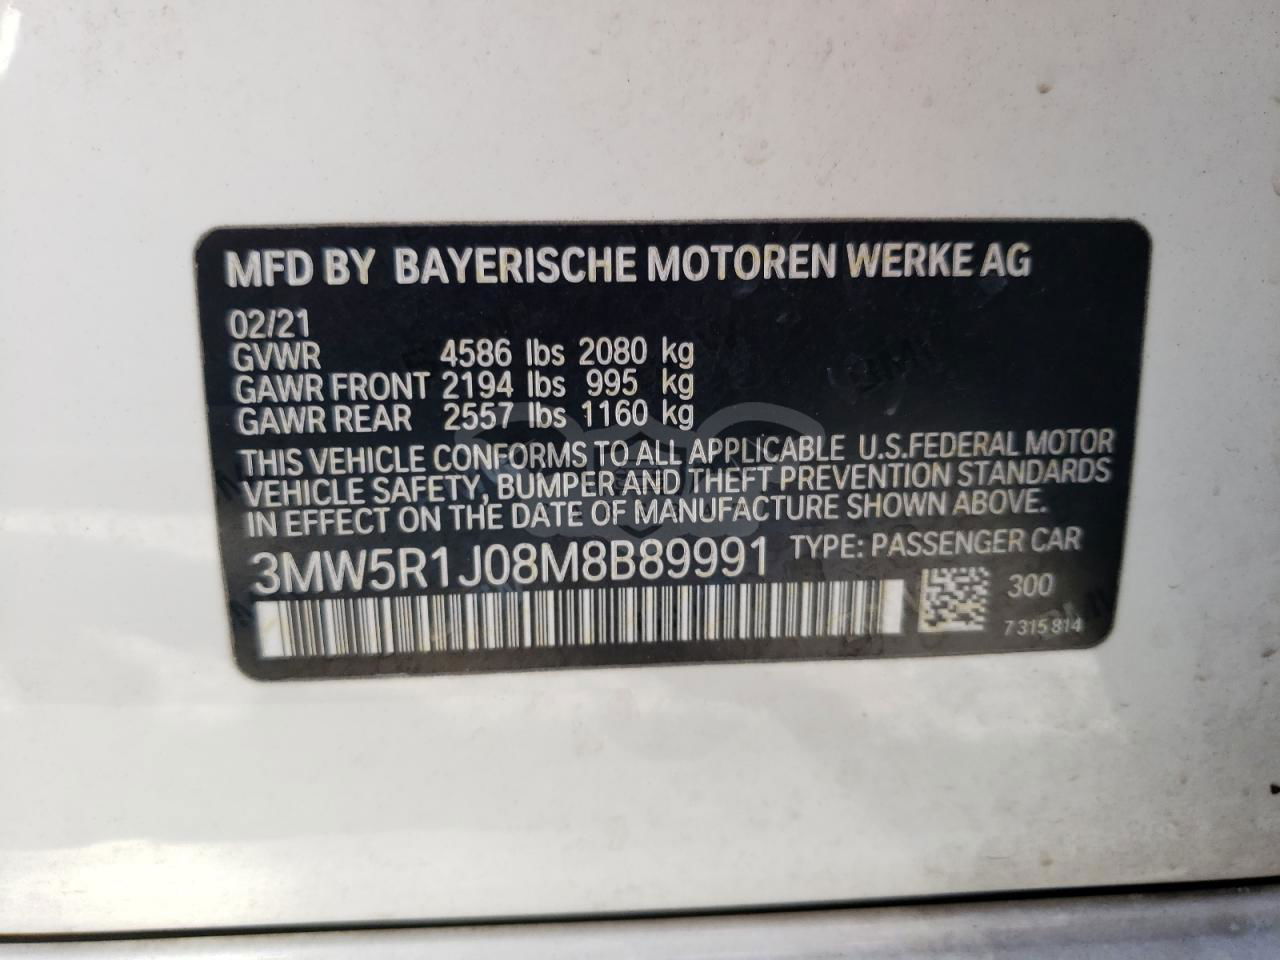 MFD BY BAYERISCHE MOTOREN WERKE AG
02/21
GVWR 4586 lbs 2080 kg
GAWR FRONT 2194 lbs 995 kg
GAWR REAR 2557 lbs 1160 kg
THIS VEHICLE CONFORMS TO ALL APPLICABLE U.S.FEDERAL MOTOR
VEHICLE SAFETY, BUMPER AND THEFT PREVENTION STANDARDS
IN EFFECT ON THE DATE OF MANUFACTURE SHOWN ABOVE.
3MW5R1J08M8B89991 TYPE: PASSENGER CAR
300
7 315 814